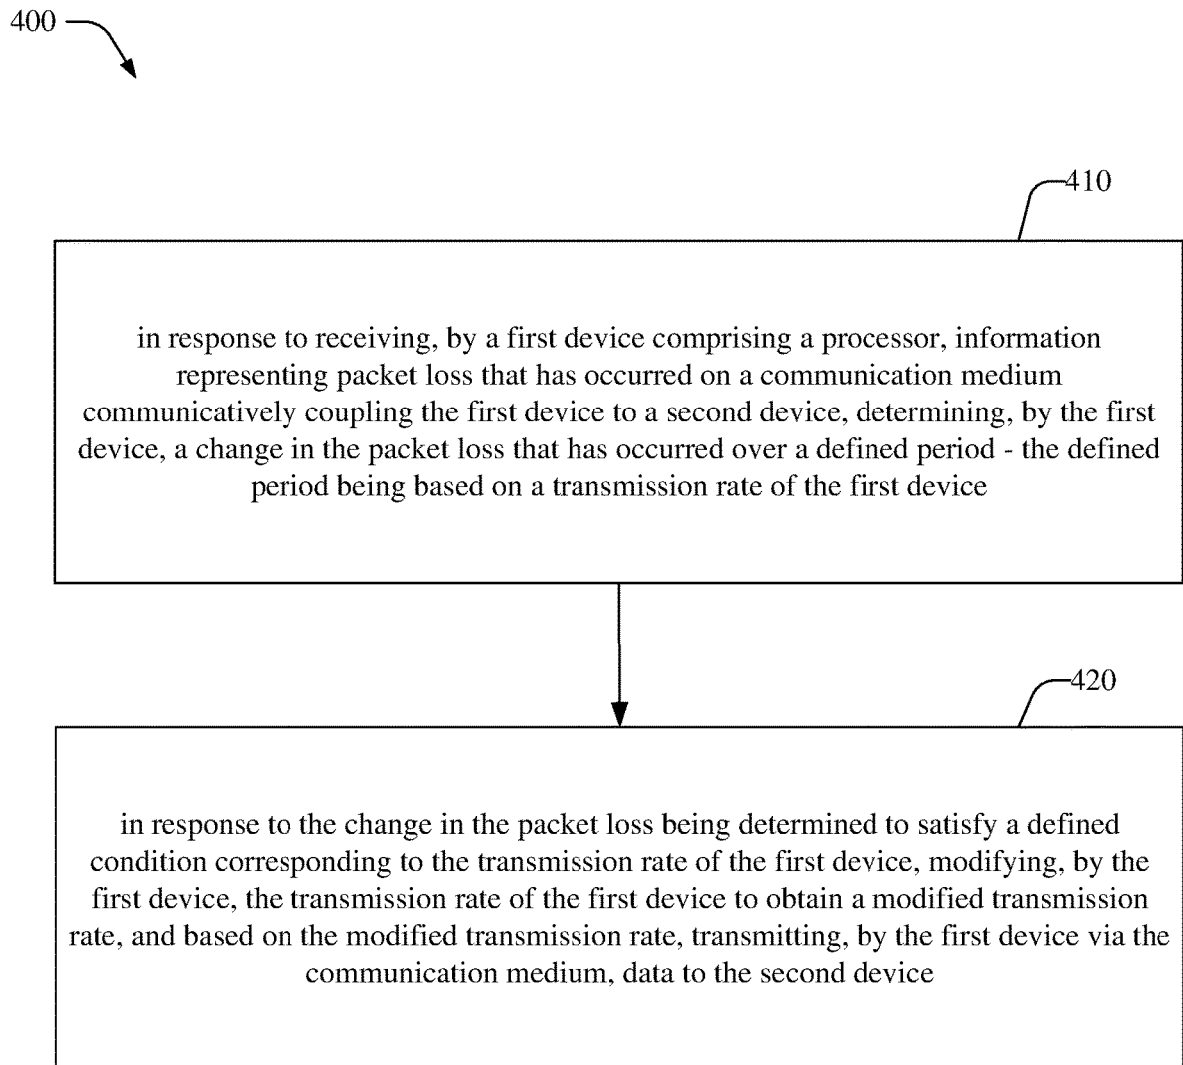 400
410
in response to receiving, by a first device comprising a processor, information
representing packet loss that has occurred on a communication medium
communicatively coupling the first device to a second device, determining, by the first
device, a change in the packet loss that has occurred over a defined period - the defined
period being based on a transmission rate of the first device
420
in response to the change in the packet loss being determined to satisfy a defined
condition corresponding to the transmission rate of the first device, modifying, by the
first device, the transmission rate of the first device to obtain a modified transmission
rate, and based on the modified transmission rate, transmitting, by the first device via the
communication medium, data to the second device